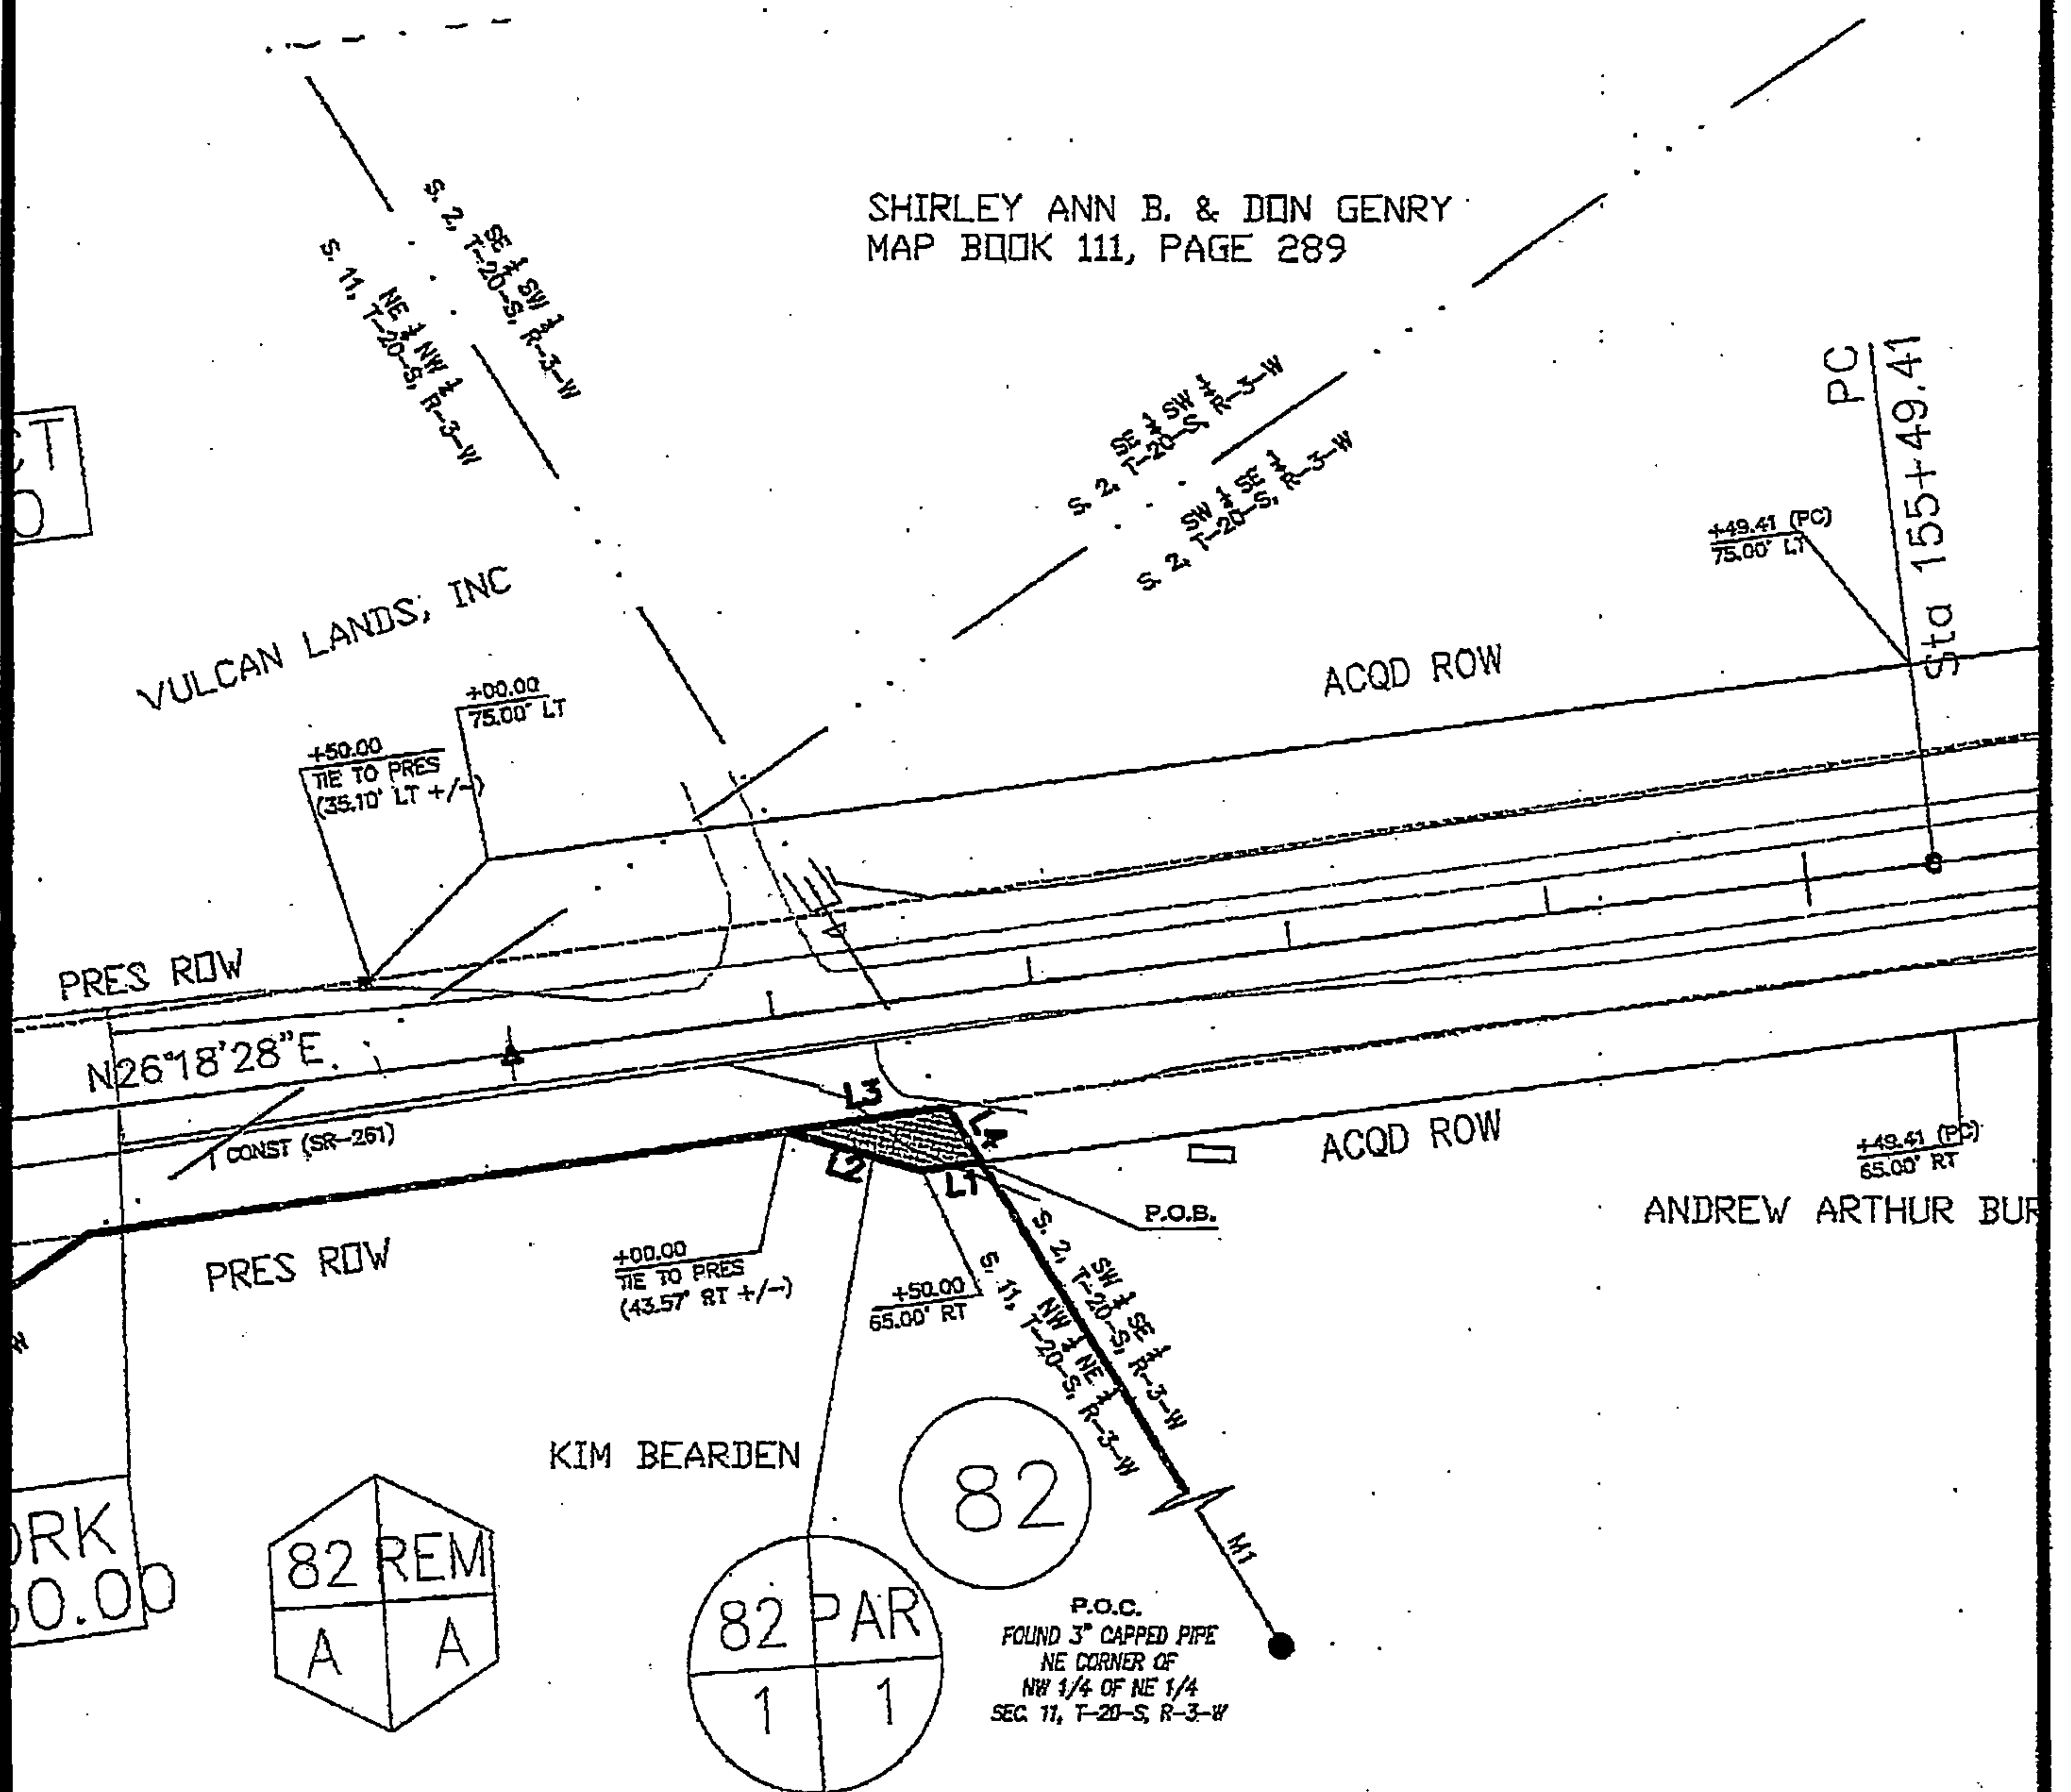 SHIRLEY ANN B. & DON GENRY
MAP BOOK 111, PAGE 289
SE ¼ SW ¼
S. 2, T-20-S, R-3-W
NE ¼ NW ¼
S. 11, T-20-S, R-3-W
SE ¼ SW ¼
S. 2, T-20-S R-3-W
SW ¼ SE ¼
S. 2, T-20-S, R-3-W
PC
Sta 155+49.41
+49.41 (PC)
75.00' LT
VULCAN LANDS, INC
ACQD ROW
+00.00
75.00' LT
+50.00
TIE TO PRES
(35.10' LT +/-)
PRES ROW
N26°18'28"E
CONST (SR-261)
L3
L4
L2
L1
ACQD ROW
+49.41 (PC)
65.00' RT
P.O.B.
ANDREW ARTHUR BUR
PRES ROW
+00.00
TIE TO PRES
(43.57' RT +/-)
+50.00
65.00' RT
SW ¼ SE ¼
S. 2, T-20-S, R-3-W
NW ¼ NE ¼
S. 11, T-20-S, R-3-W
KIM BEARDEN
82
M1
ORK
50.00
82 REM
A A
82 PAR
1 1
P.O.C.
FOUND 3" CAPPED PIPE
NE CORNER OF
NW 1/4 OF NE 1/4
SEC. 11, T-20-S, R-3-W